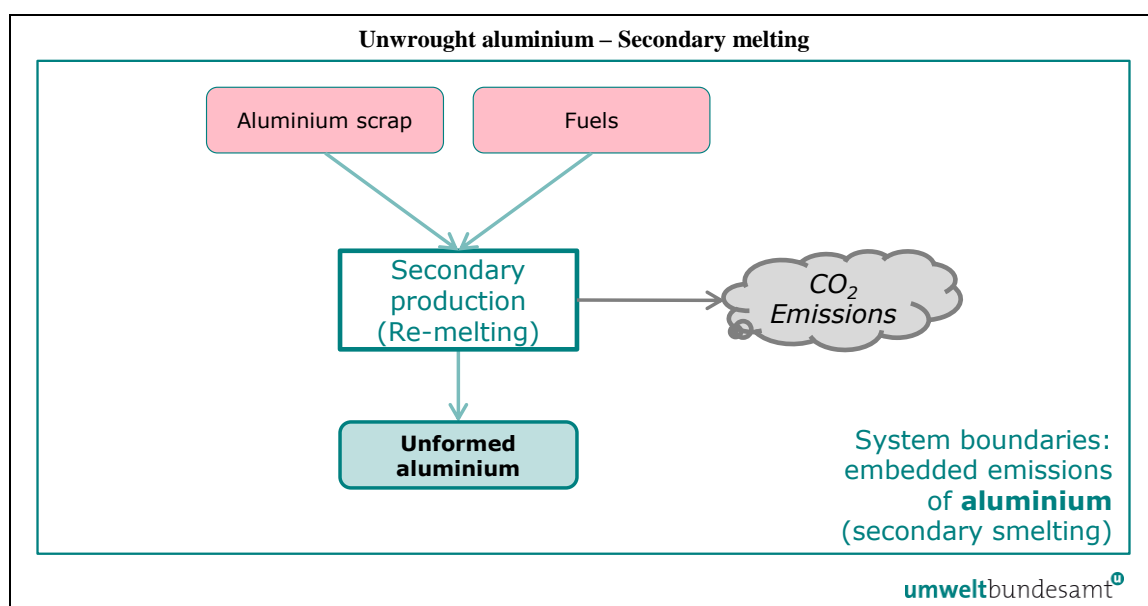 Unwrought aluminium – Secondary melting
Aluminium scrap
Fuels
Secondary
production
(Re-melting)
CO₂
Emissions
Unformed
aluminium
System boundaries:
embedded emissions
of aluminium
(secondary smelting)
umweltbundesamt ᵘ